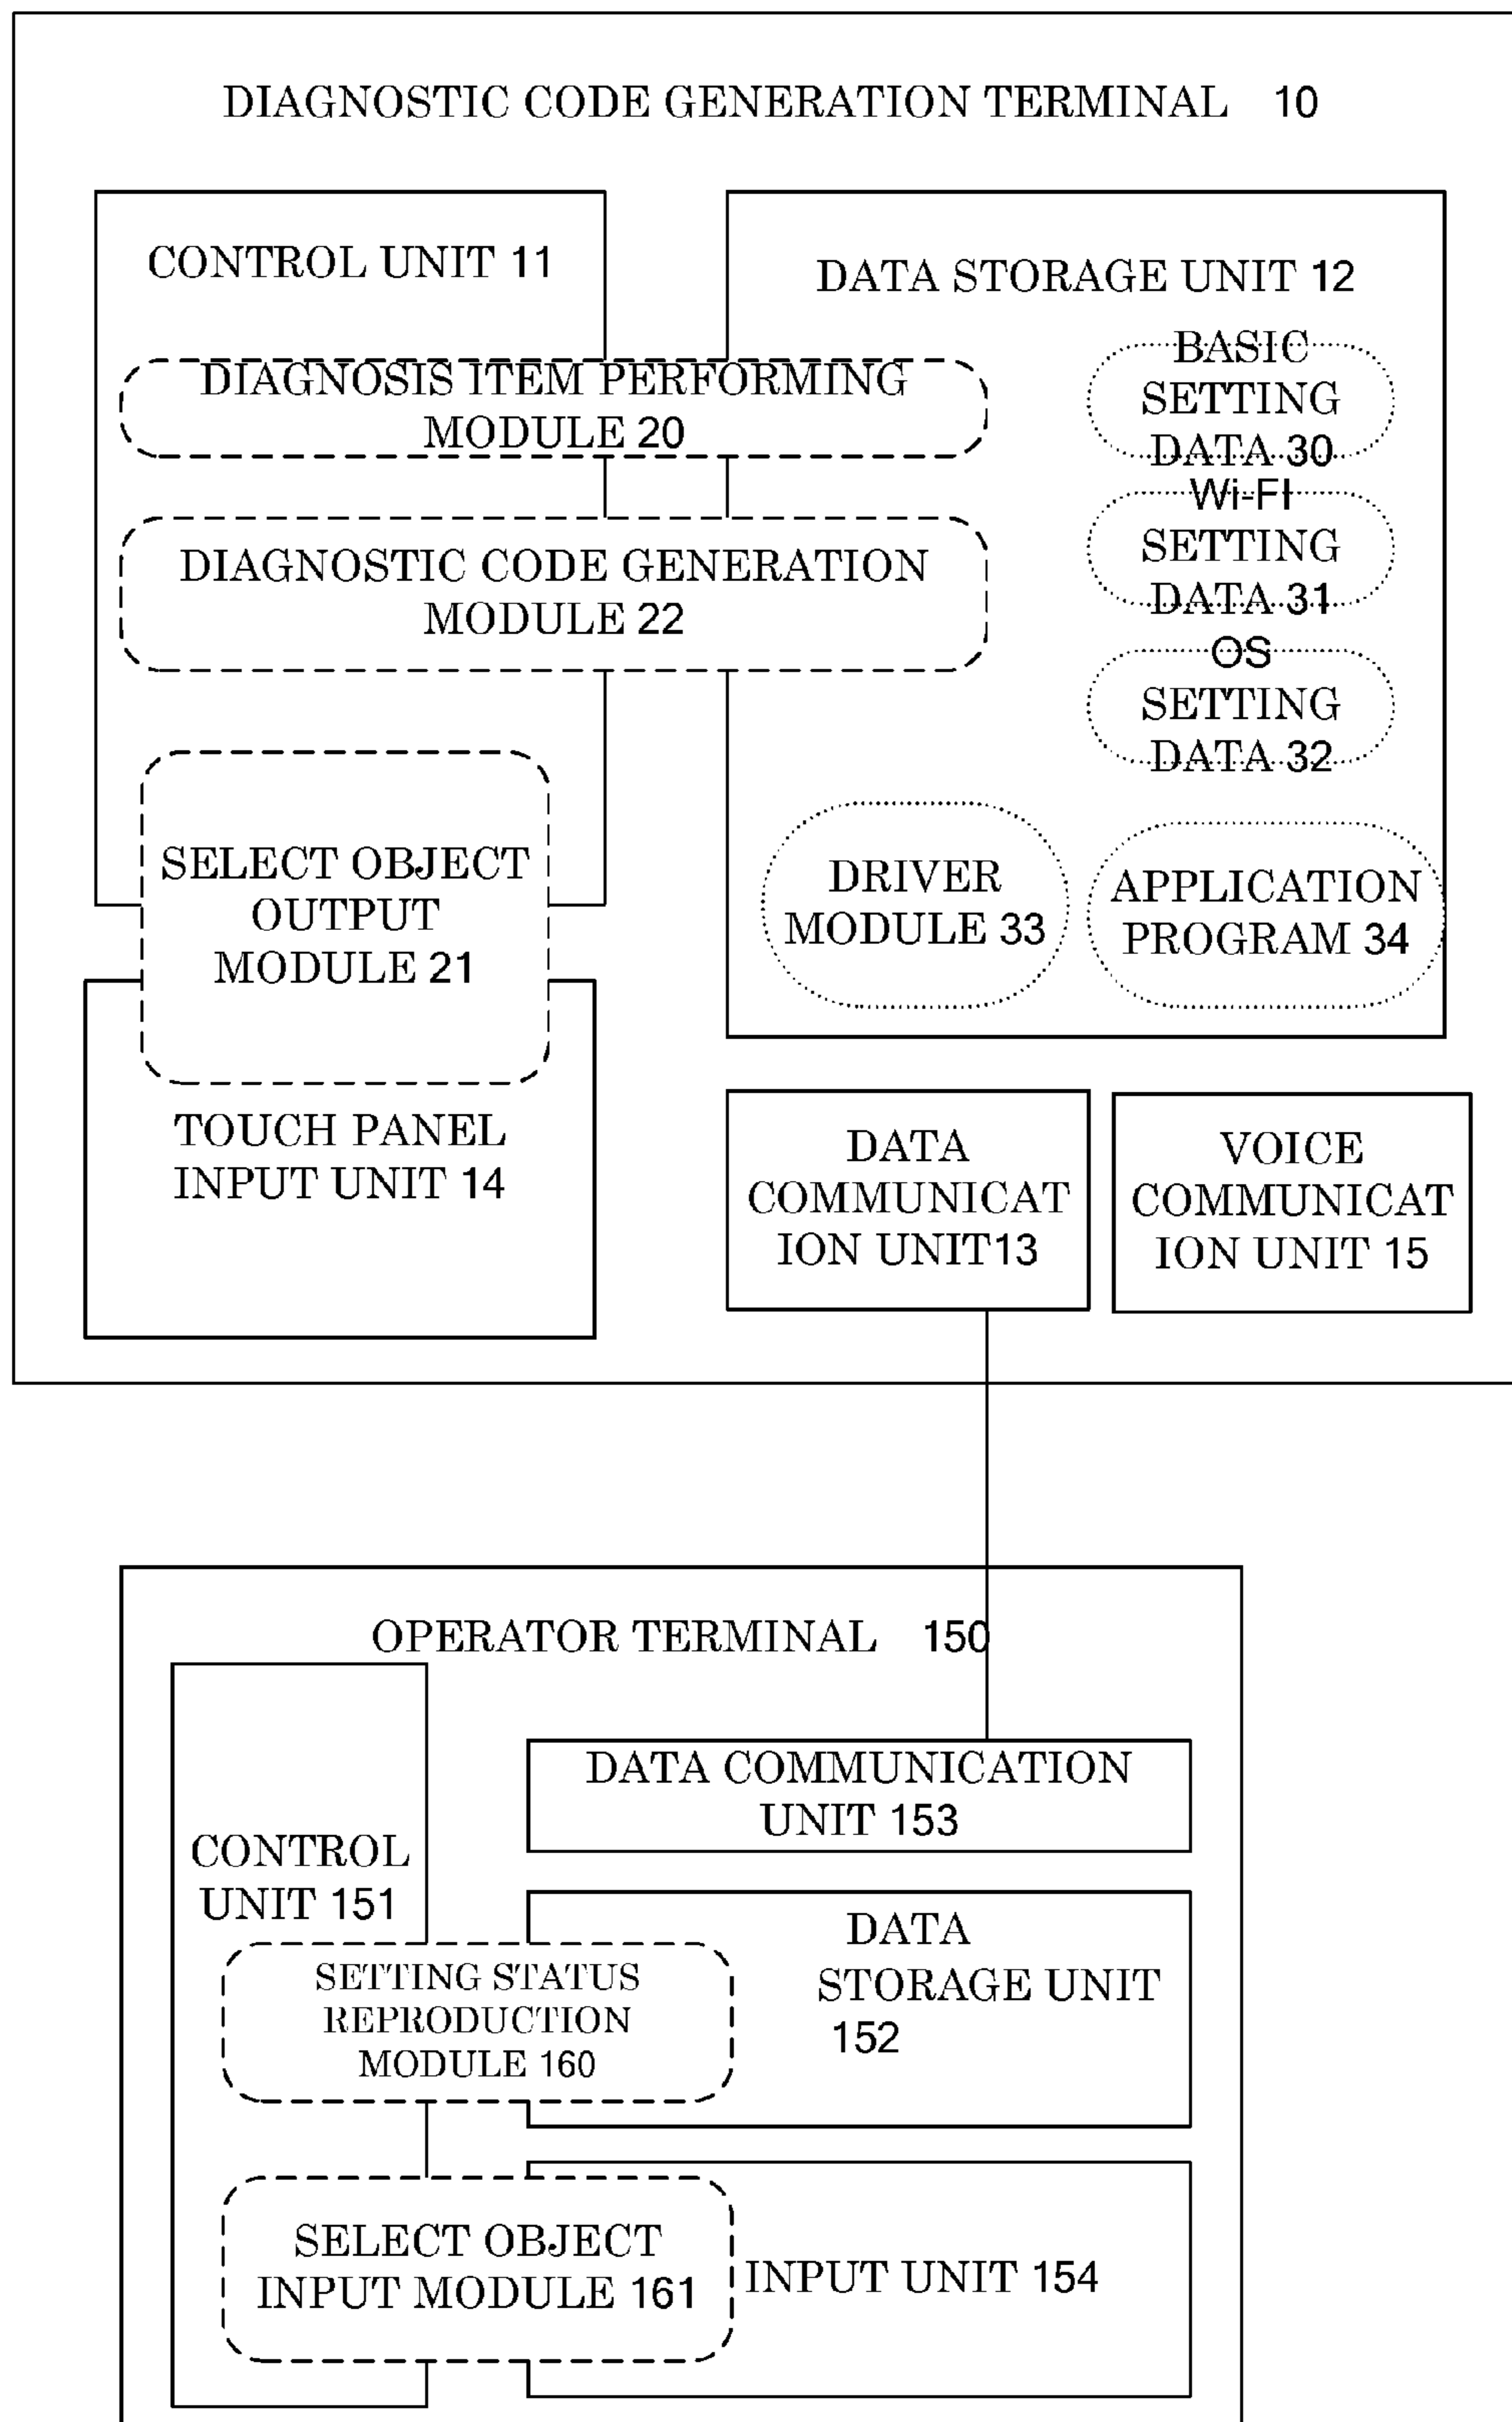 DIAGNOSTIC CODE GENERATION TERMINAL 10
CONTROL UNIT 11
DATA STORAGE UNIT 12
DIAGNOSIS ITEM PERFORMING
MODULE 20
DIAGNOSTIC CODE GENERATION
MODULE 22
BASIC
SETTING
DATA 30
Wi-FI
SETTING
DATA 31
OS
SETTING
DATA 32
SELECT OBJECT
OUTPUT
MODULE 21
DRIVER
MODULE 33
APPLICATION
PROGRAM 34
TOUCH PANEL
INPUT UNIT 14
DATA
COMMUNICAT
ION UNIT13
VOICE
COMMUNICAT
ION UNIT 15
OPERATOR TERMINAL 150
DATA COMMUNICATION
UNIT 153
CONTROL
UNIT 151
DATA
STORAGE UNIT
152
SETTING STATUS
REPRODUCTION
MODULE 160
SELECT OBJECT
INPUT MODULE 161
INPUT UNIT 154